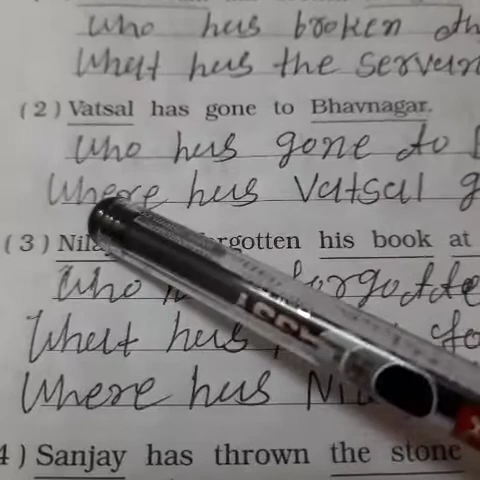 who has broken
What has the
(2) Vatsal has gone to Bhavnagar.
who has gone to
Where has Vatsal
(3) forgotten his book at
Who
What has
Where has
4) Sanjay has thrown the stone